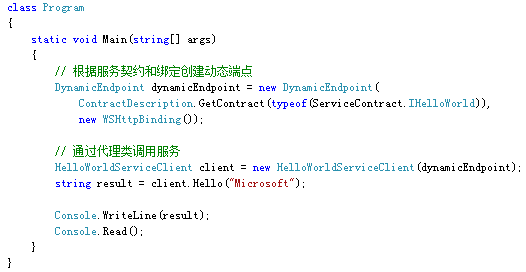 class Program
{
    static void Main(string[] args)
    {
        // 根据服务契约和绑定创建动态端点
        DynamicEndpoint dynamicEndpoint = new DynamicEndpoint(
            ContractDescription.GetContract(typeof(ServiceContract.IHelloWorld)),
            new WSHttpBinding());

        // 通过代理类调用服务
        HelloWorldServiceClient client = new HelloWorldServiceClient(dynamicEndpoint);
        string result = client.Hello("Microsoft");

        Console.WriteLine(result);
        Console.Read();
    }
}